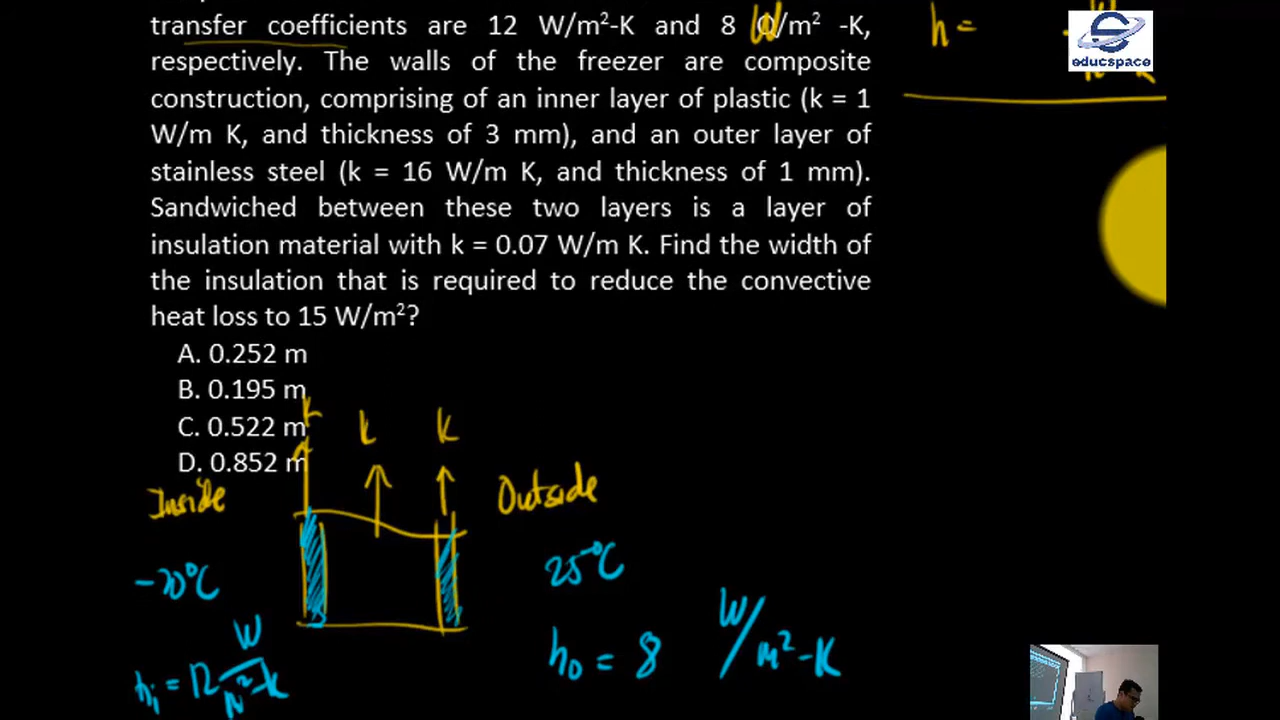 transfer coefficients are 12 W/m²-K and 8 W/m² -K,
respectively. The walls of the freezer are composite
construction, comprising of an inner layer of plastic (k = 1
W/m K, and thickness of 3 mm), and an outer layer of
stainless steel (k = 16 W/m K, and thickness of 1 mm).
Sandwiched between these two layers is a layer of
insulation material with k = 0.07 W/m K. Find the width of
the insulation that is required to reduce the convective
heat loss to 15 W/m²?
A. 0.252 m
B. 0.195 m
C. 0.522 m
D. 0.852 m
h =
educspace
k k k
Inside
Outside
-20°C
25°C
hi = 12 W/m²-K
ho = 8 W/m²-K